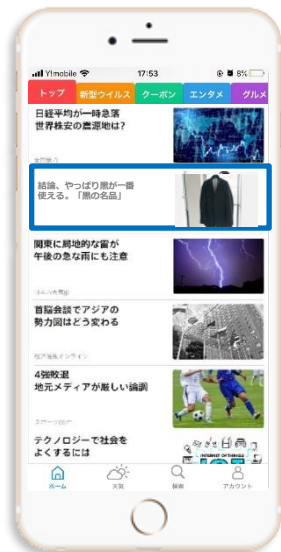 Y!mobile 17:53 8%
トップ 新型ウイルス クーポン エンタメ グルメ
日経平均が一時急落
世界株安の震源地は?
結論、やっぱり黒が一番
使える。「黒の名品」
関東に局地的な雷が
午後の急な雨にも注意
首脳会談でアジアの
勢力図はどう変わる
4強敗退
地元メディアが厳しい論調
テクノロジーで社会を
よくするには
INTERNET OF THINGS
ホーム 天気 検索 アカウント